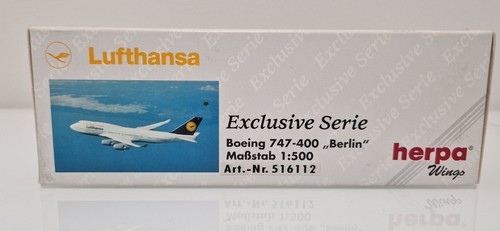 Lufthansa
Exclusive Serie
Boeing 747-400 „Berlin“
Maßstab 1:500
Art.-Nr. 516112
herpa
Wings